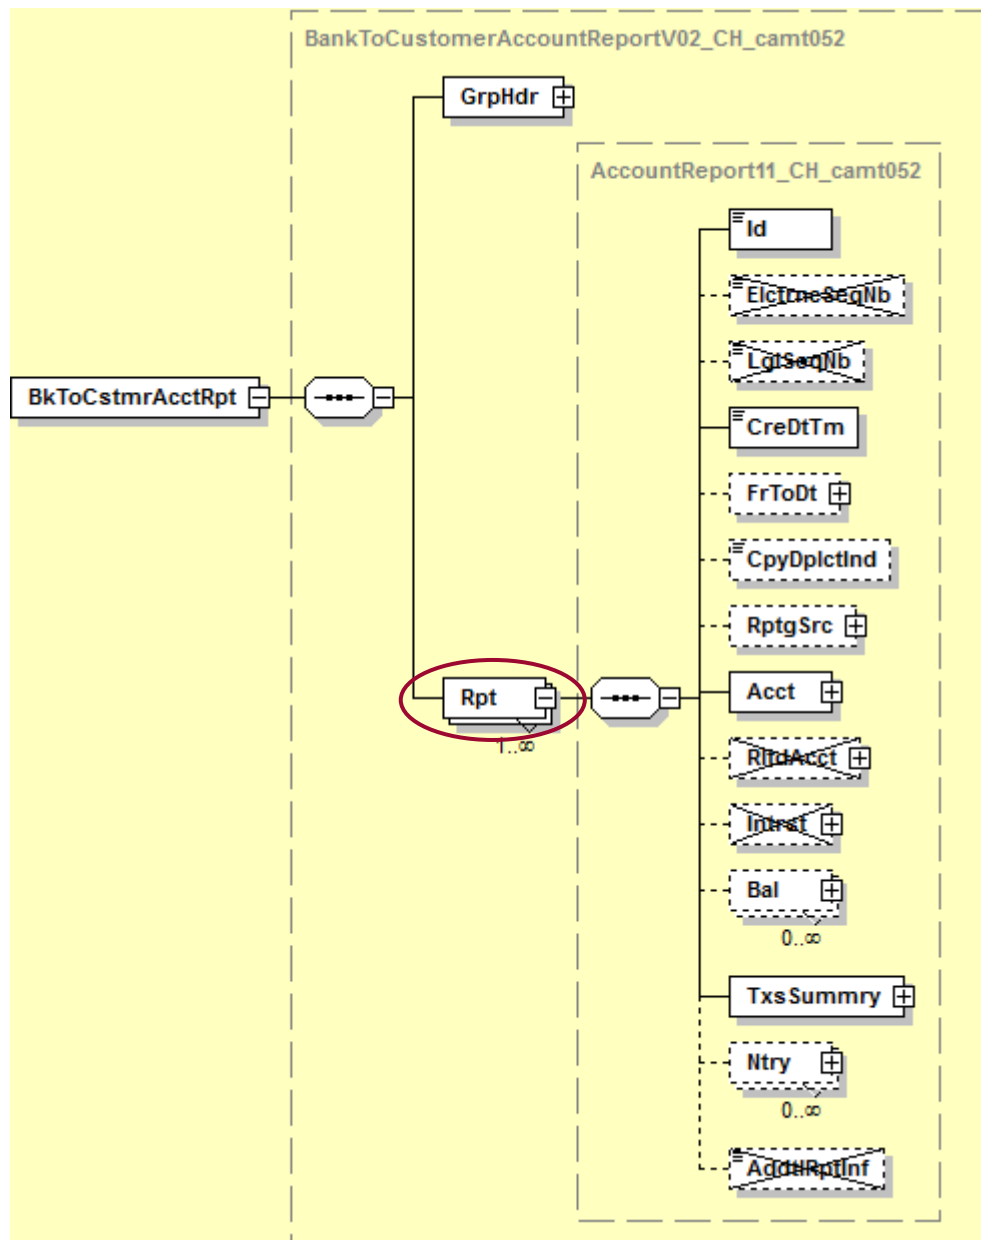 BankToCustomerAccountReportV02_CH_camt052
GrpHdr
AccountReport11_CH_camt052
Id
ElctrncSeqNb
LglSeqNb
BkToCstmrAcctRpt
CreDtTm
FrToDt
CpyDplctInd
RptgSrc
Rpt
1..∞
Acct
RltdAcct
Intrst
Bal
0..∞
TxsSummry
Ntry
0..∞
AddtlRptInf